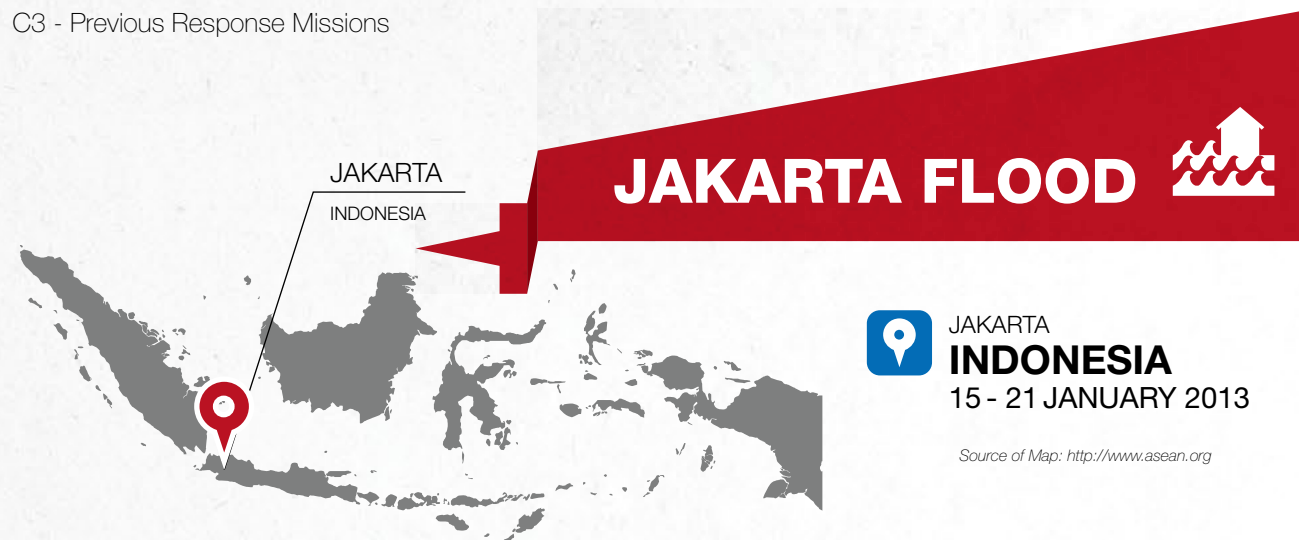 C3 - Previous Response Missions
JAKARTA FLOOD
JAKARTA
INDONESIA
JAKARTA
INDONESIA
15 - 21 JANUARY 2013
Source of Map: http://www.asean.org